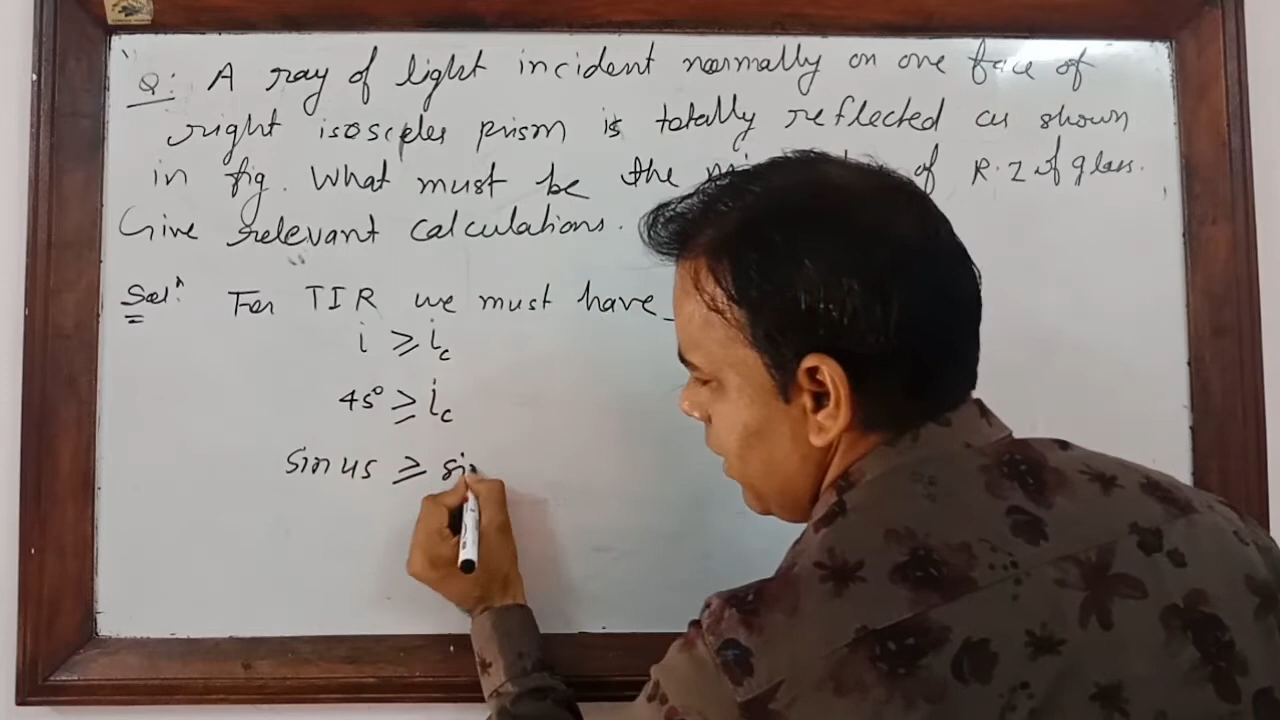 Q: A ray of light incident normally on one face of
right isosceles prism is totally reflected as shown
in fig. What must be the of R.I of glass.
Give relevant calculations.
Solⁿ: For TIR we must have
i ≥ ic
45° ≥ ic
Sin 45 ≥ si